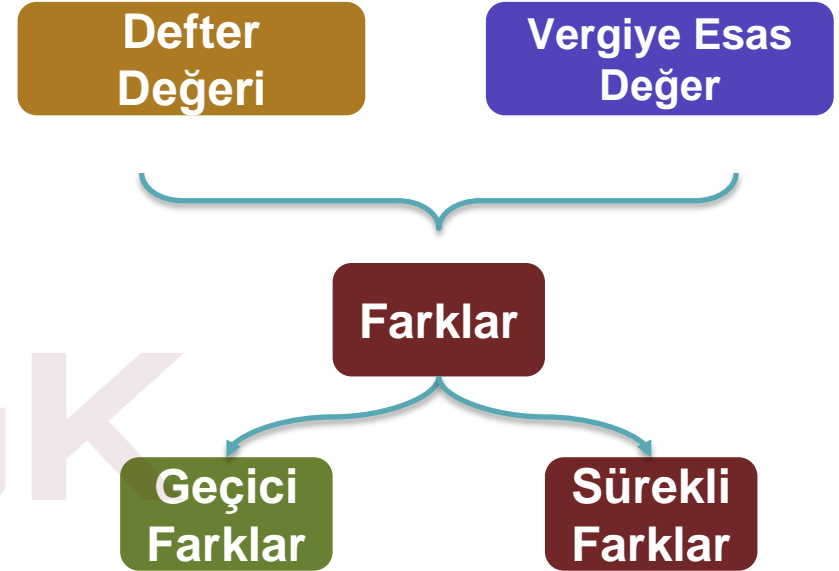 Defter
Değeri
Vergiye Esas
Değer
Farklar
Geçici
Farklar
Sürekli
Farklar